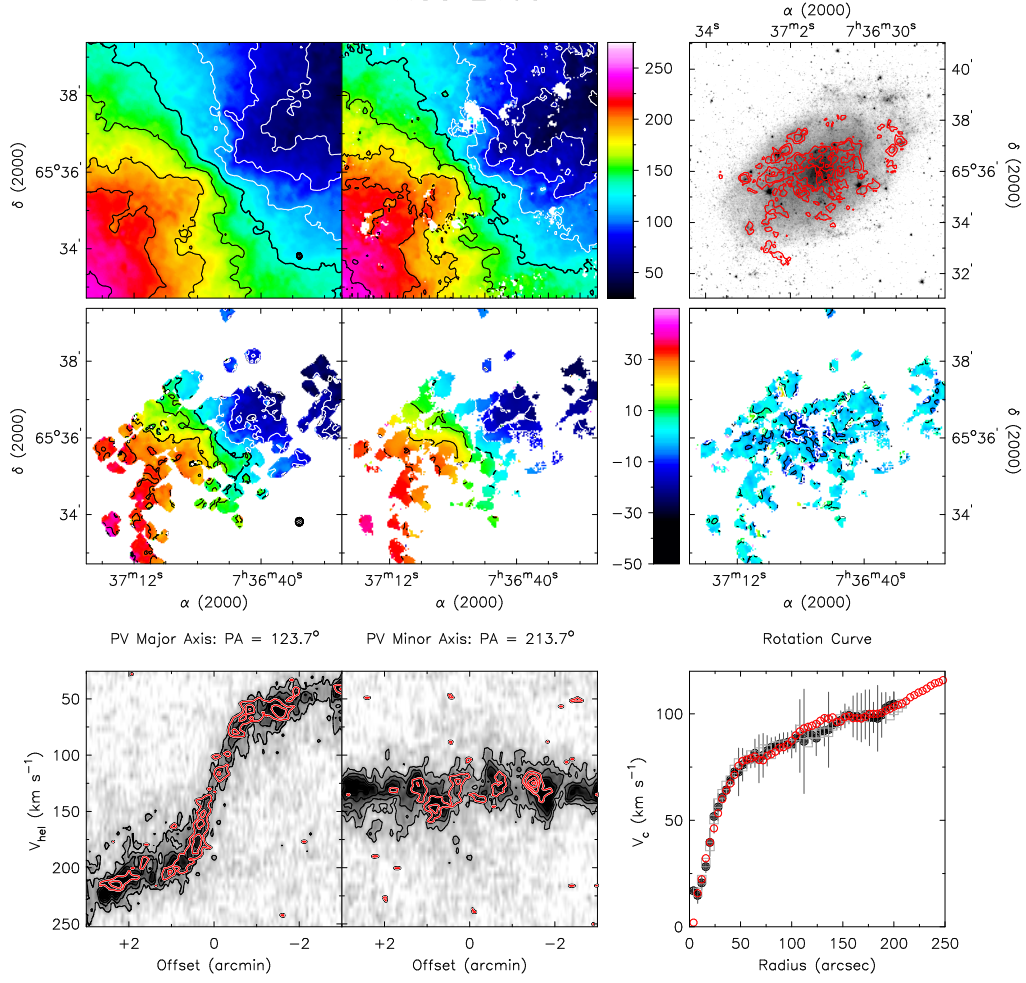 α (2000)
34ˢ 37ᵐ2ˢ 7ʰ36ᵐ30ˢ
δ (2000)
38' 65°36' 34'
250 200 150 100 50
40' 38' 65°36' 34' 32'
δ (2000)
δ (2000)
38' 65°36' 34'
30 10 −10 −30 −50
38' 65°36' 34'
δ (2000)
37ᵐ12ˢ 7ʰ36ᵐ40ˢ 37ᵐ12ˢ 7ʰ36ᵐ40ˢ 37ᵐ12ˢ 7ʰ36ᵐ40ˢ
α (2000) α (2000) α (2000)
PV Major Axis: PA = 123.7° PV Minor Axis: PA = 213.7° Rotation Curve
V_hel (km s⁻¹)
50 100 150 200 250
V_c (km s⁻¹)
100 50 0
+2 0 −2 +2 0 −2 0 50 100 150 200 250
Offset (arcmin) Offset (arcmin) Radius (arcsec)